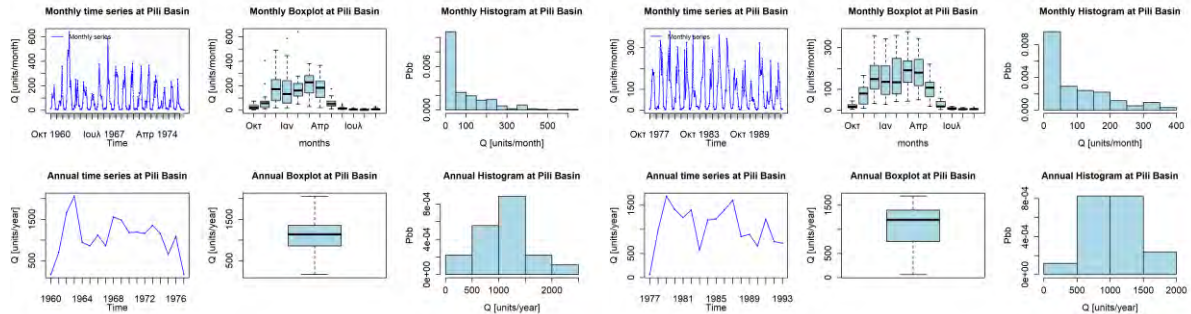 Monthly time series at Pili Basin
Monthly Boxplot at Pili Basin
Monthly Histogram at Pili Basin
Monthly time series at Pili Basin
Monthly Boxplot at Pili Basin
Monthly Histogram at Pili Basin
Q [units/month]
0 200 400 600
Monthly series
Οκτ 1960 Ιουλ 1967 Απρ 1974
Time
Q [units/month]
0 200 400 600
Οκτ Ιαν Απρ Ιουλ
months
Pbb
0.000 0.008
0 100 300 500
Q [units/month]
Q [units/month]
0 100 300
Monthly series
Οκτ 1977 Οκτ 1983 Οκτ 1989
Time
Q [units/month]
0 100 300
Οκτ Ιαν Απρ Ιουλ
months
Pbb
0.000 0.008
0 100 200 300 400
Q [units/month]
Annual time series at Pili Basin
Annual Boxplot at Pili Basin
Annual Histogram at Pili Basin
Annual time series at Pili Basin
Annual Boxplot at Pili Basin
Annual Histogram at Pili Basin
Q [units/year]
500 1500
1960 1964 1968 1972 1976
Time
Q [units/year]
500 1500
Pbb
0e+00 4e-04 8e-04
0 500 1000 2000
Q [units/year]
Q [units/year]
0 500 1500
1977 1981 1985 1989 1993
Time
Q [units/year]
0 500 1500
Pbb
0e+00 4e-04 8e-04
0 500 1000 1500 2000
Q [units/year]